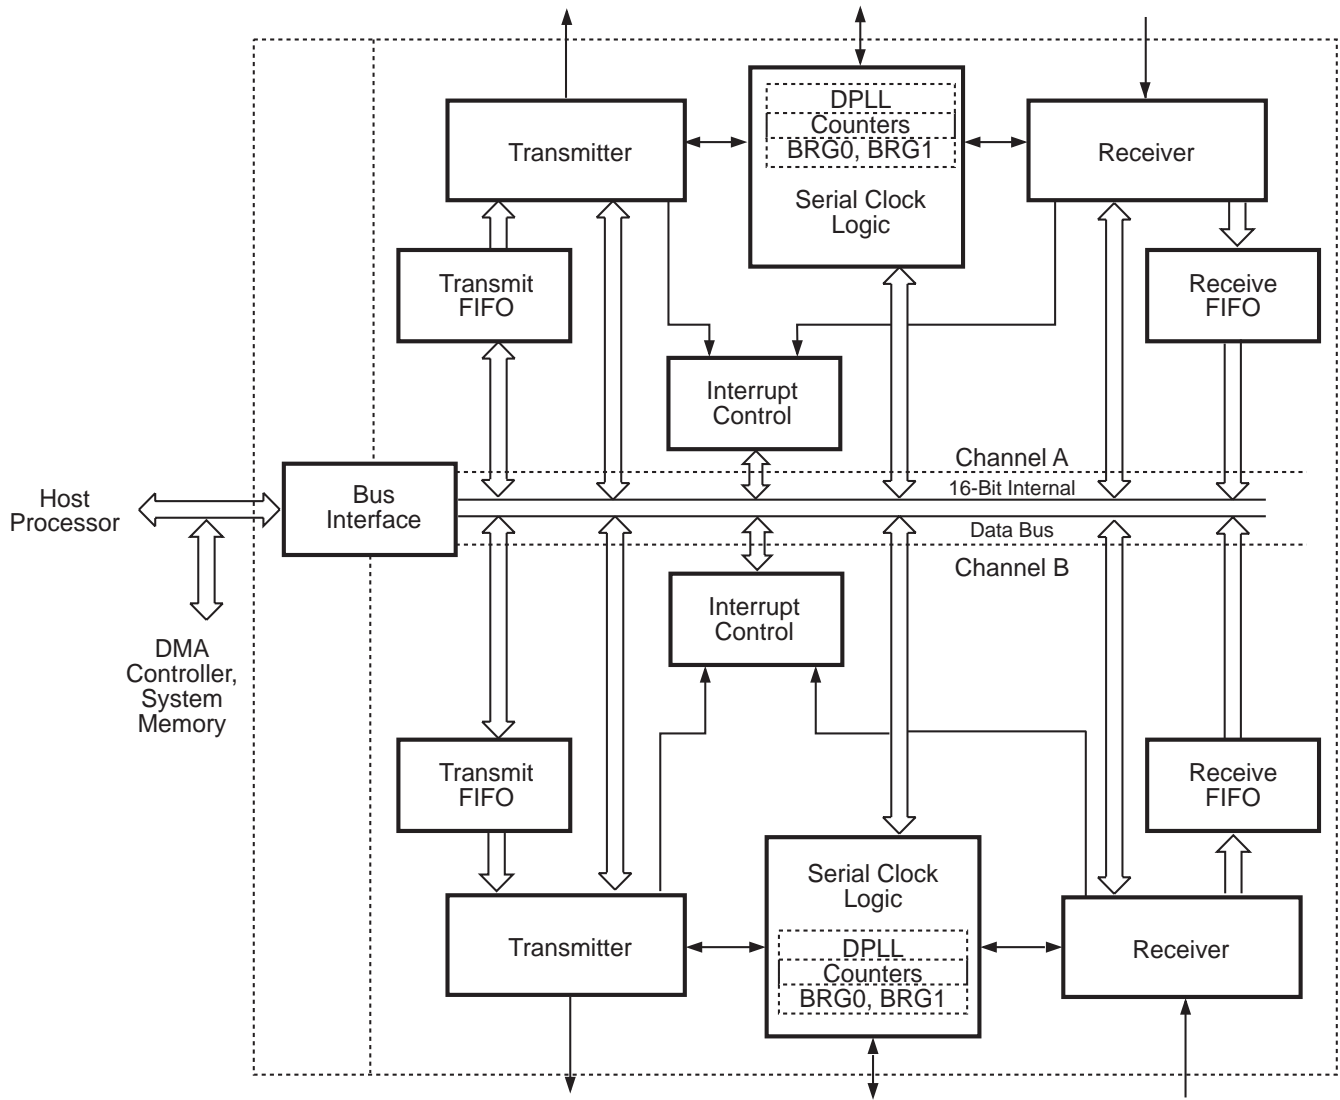 DPLL
Counters
BRG0, BRG1
Serial Clock
Logic
Transmitter
Receiver
Transmit
FIFO
Receive
FIFO
Interrupt
Control
Channel A
16-Bit Internal
Host
Processor
Bus
Interface
Data Bus
Channel B
Interrupt
Control
DMA
Controller,
System
Memory
Transmit
FIFO
Receive
FIFO
Serial Clock
Logic
DPLL
Counters
BRG0, BRG1
Transmitter
Receiver